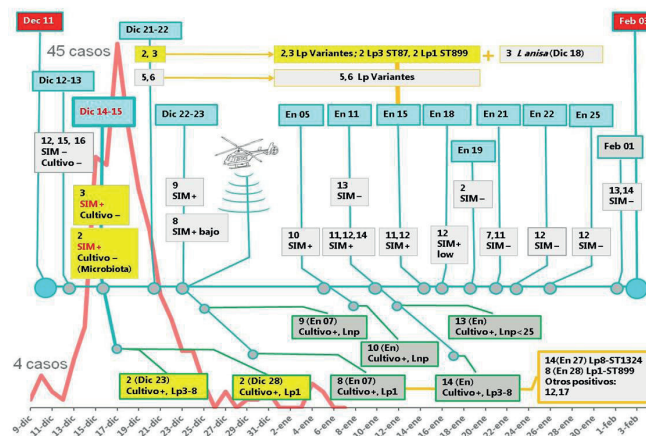 Dec 11
Feb 03
45 casos
Dic 21-22
2, 3
2,3 Lp Variantes; 2 Lp3 ST87, 2 Lp1 ST899
+
3 L anisa (Dic 18)
5,6
5,6 Lp Variantes
Dic 12-13
Dic 14-15
Dic 22-23
En 05
En 11
En 15
En 18
En 21
En 22
En 25
En 19
Feb 01
12, 15, 16
SIM –
Cultivo –
3
SIM+
Cultivo –
2
SIM+
Cultivo –
(Microbiota)
9
SIM+
8
SIM+ bajo
10
SIM+
13
SIM–
11,12,14
SIM+
11,12
SIM+
12
SIM+
low
2
SIM–
7,11
SIM–
12
SIM–
12
SIM–
13,14
SIM–
4 casos
9 (En 07)
Cultivo+, Lnp
10 (En)
Cultivo+, Lnp
13 (En)
Cultivo+, Lnp<25
2 (Dic 23)
Cultivo+, Lp3-8
2 (Dic 28)
Cultivo+, Lp1
8 (En 07)
Cultivo+, Lp1
14 (En)
Cultivo+, Lp3-8
14(En 27) Lp8-ST1324
8 (En 28) Lp1-ST899
Otros positivos:
12,17
9-dic
11-dic
13-dic
15-dic
17-dic
19-dic
21-dic
23-dic
25-dic
27-dic
29-dic
31-dic
2-ene
4-ene
6-ene
8-ene
10-ene
12-ene
14-ene
16-ene
18-ene
20-ene
22-ene
24-ene
26-ene
28-ene
30-ene
1-feb
3-feb